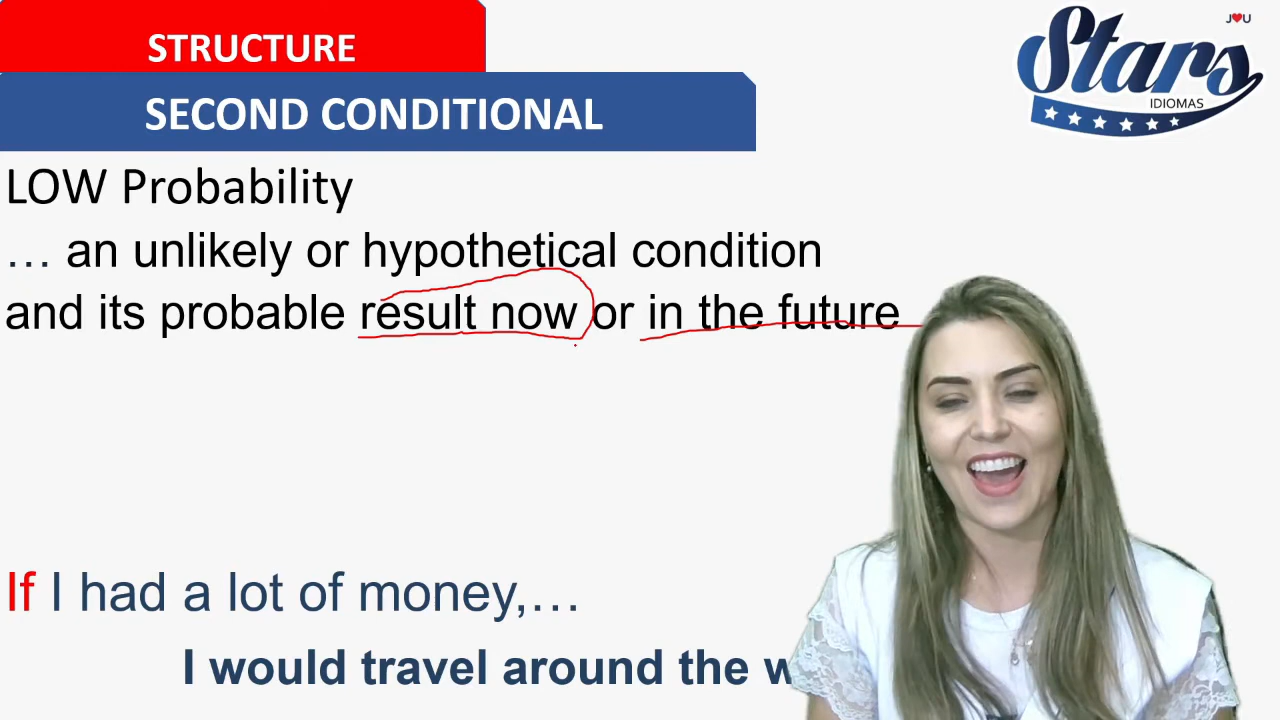 STRUCTURE
J♥U
Stars
IDIOMAS
SECOND CONDITIONAL
LOW Probability
… an unlikely or hypothetical condition
and its probable result now or in the future
If I had a lot of money,…
I would travel around the